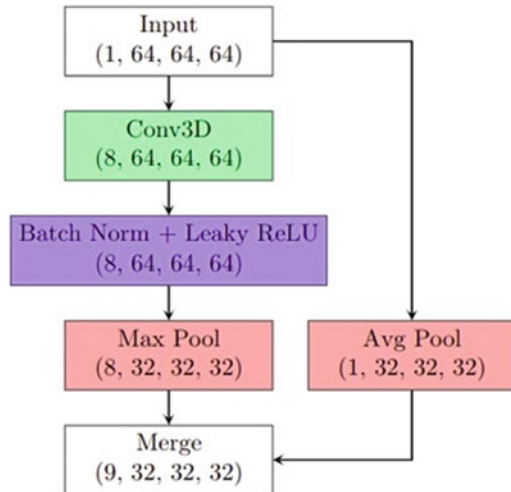 Input
(1, 64, 64, 64)
Conv3D
(8, 64, 64, 64)
Batch Norm + Leaky ReLU
(8, 64, 64, 64)
Max Pool
(8, 32, 32, 32)
Avg Pool
(1, 32, 32, 32)
Merge
(9, 32, 32, 32)